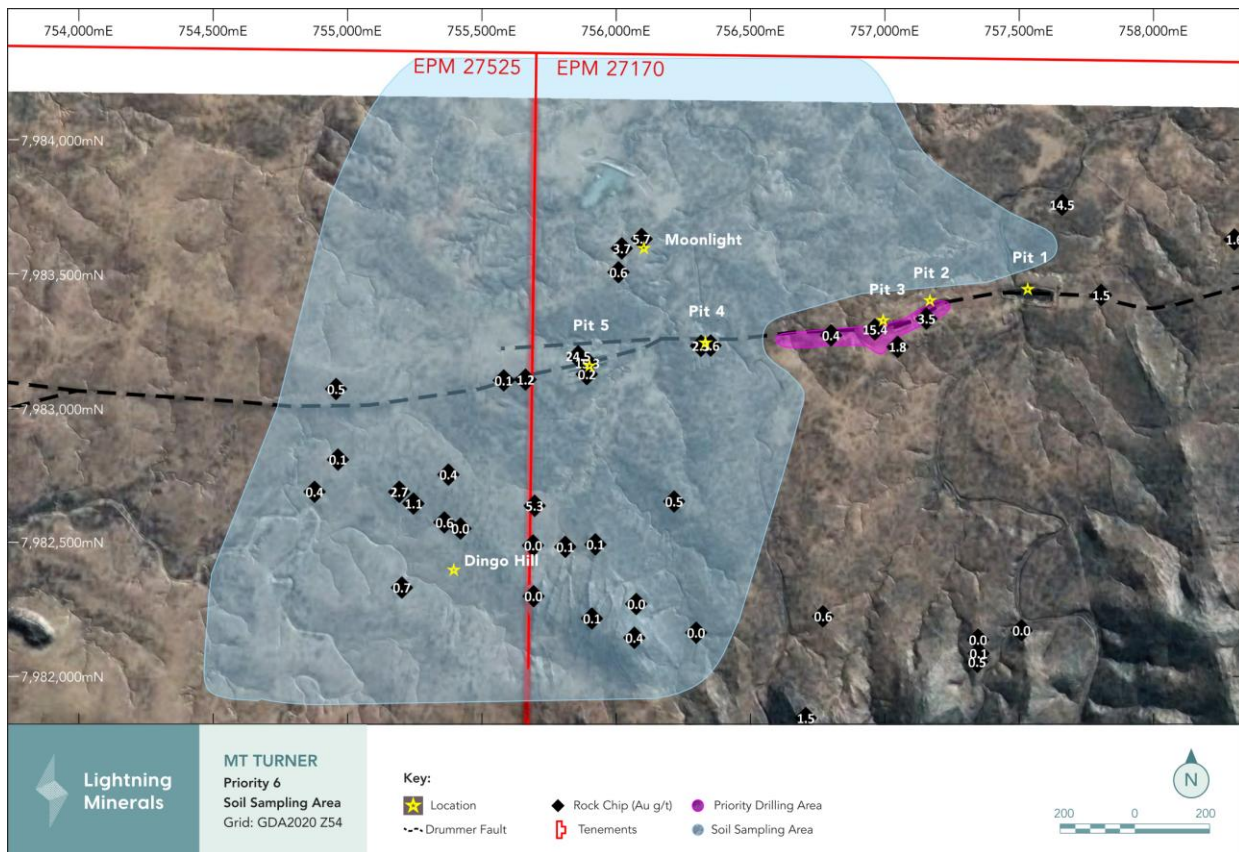 754,000mE 754,500mE 755,000mE 755,500mE 756,000mE 756,500mE 757,000mE 757,500mE 758,000mE
EPM 27525 EPM 27170
7,984,000mN
14.5
5.7
3.7
Moonlight
1.6
7,983,500mN
0.6
Pit 1
Pit 2
1.5
Pit 3
Pit 5
Pit 4
3.5
15.4
0.4
1.8
24.5
0.2
0.1
1.2
0.5
7,983,000mN
0.1
0.4
0.4
2.7
1.1
5.3
0.5
0.6
0.0
7,982,500mN
0.0
0.1
0.1
Dingo Hill
0.7
0.0
0.0
0.1
0.6
0.4
0.0
0.0
0.0
0.1
0.5
7,982,000mN
1.5
Lightning
Minerals
MT TURNER
Priority 6
Soil Sampling Area
Grid: GDA2020 Z54
Key:
Location
Rock Chip (Au g/t)
Priority Drilling Area
Drummer Fault
Tenements
Soil Sampling Area
N
200 0 200